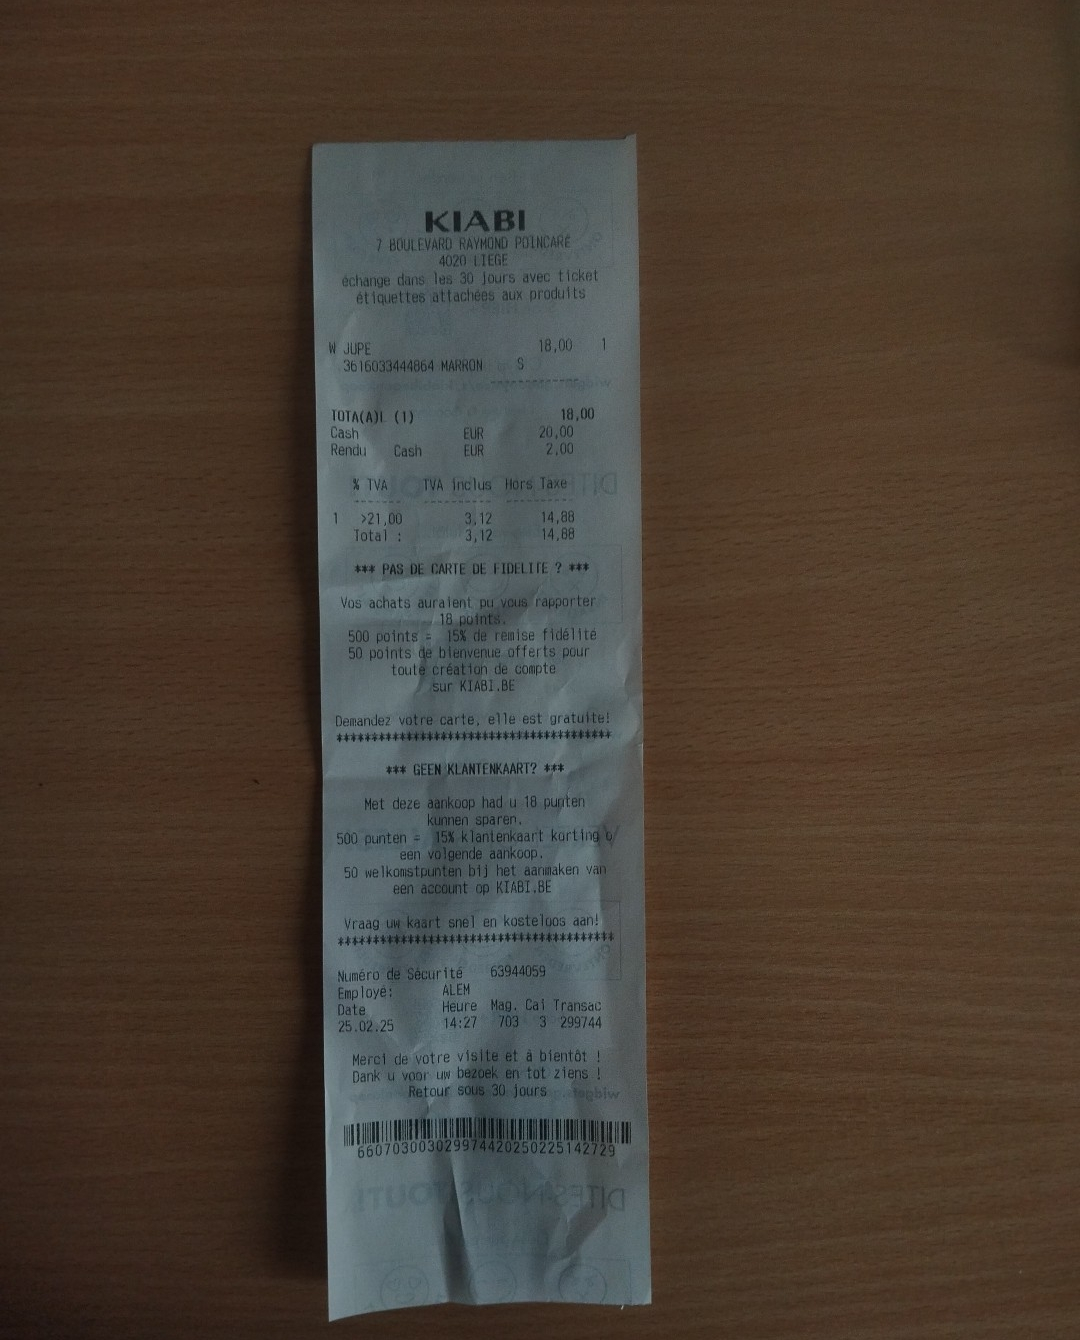 KIABI
7 BOULEVARD RAYMOND POINCARE
4020 LIEGE
échange dans les 30 jours avec ticket
étiquettes attachées aux produits
W JUPE 18,00 1
3616033444864 MARRON S
------------
TOTA(A)L (1) 18,00
Cash EUR 20,00
Rendu Cash EUR 2,00
% TVA TVA inclus Hors Taxe
------- ---------- ----------
1 >21,00 3,12 14,88
Total : 3,12 14,88
*** PAS DE CARTE DE FIDELITE ? ***
Vos achats auraient pu vous rapporter
18 points.
500 points = 15% de remise fidélité
50 points de bienvenue offerts pour
toute création de compte
sur KIABI.BE
Demandez votre carte, elle est gratuite!
****************************************
*** GEEN KLANTENKAART? ***
Met deze aankoop had u 18 punten
kunnen sparen.
500 punten = 15% klantenkaart korting o/
een volgende aankoop.
50 welkomstpunten bij het aanmaken van
een account op KIABI.BE
Vraag uw kaart snel en kosteloos aan!
****************************************
Numéro de Sécurité 63944059
Employé: ALEM
Date Heure Mag. Cai Transac
25.02.25 14:27 703 3 299744
Merci de votre visite et à bientôt !
Dank u voor uw bezoek en tot ziens !
Retour sous 30 jours
660703003029974420250225142729